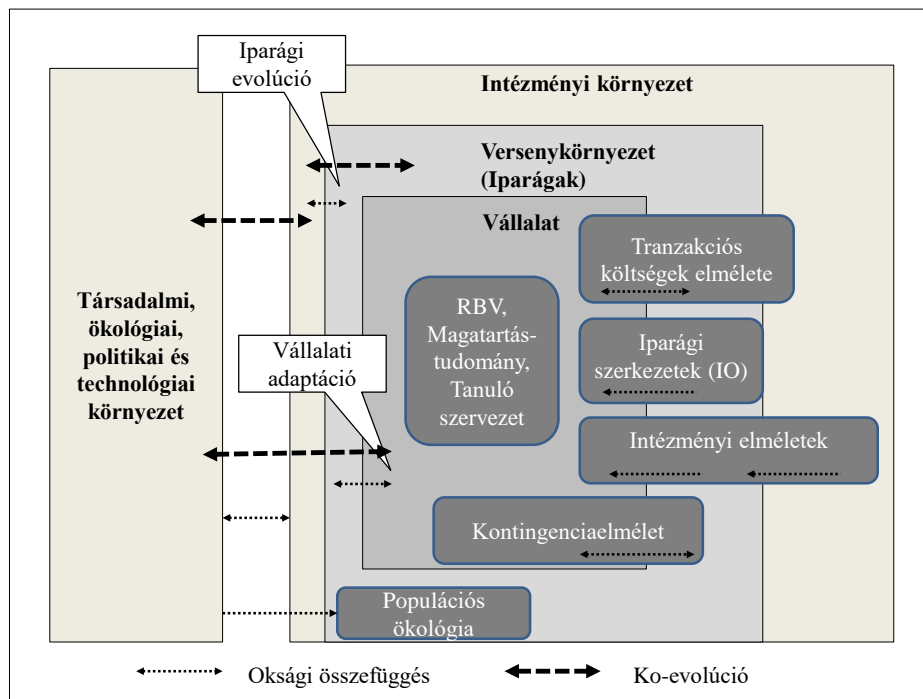 Iparági
evolúció
Intézményi környezet
Versenykörnyezet
(Iparágak)
Vállalat
Tranzakciós
költségek elmélete
Társadalmi,
ökológiai,
politikai és
technológiai
környezet
RBV,
Magatartás-
tudomány,
Tanuló
szervezet
Iparági
szerkezetek (IO)
Vállalati
adaptáció
Intézményi elméletek
Kontingenciaelmélet
Populációs
ökológia
Oksági összefüggés
Ko-evolúció